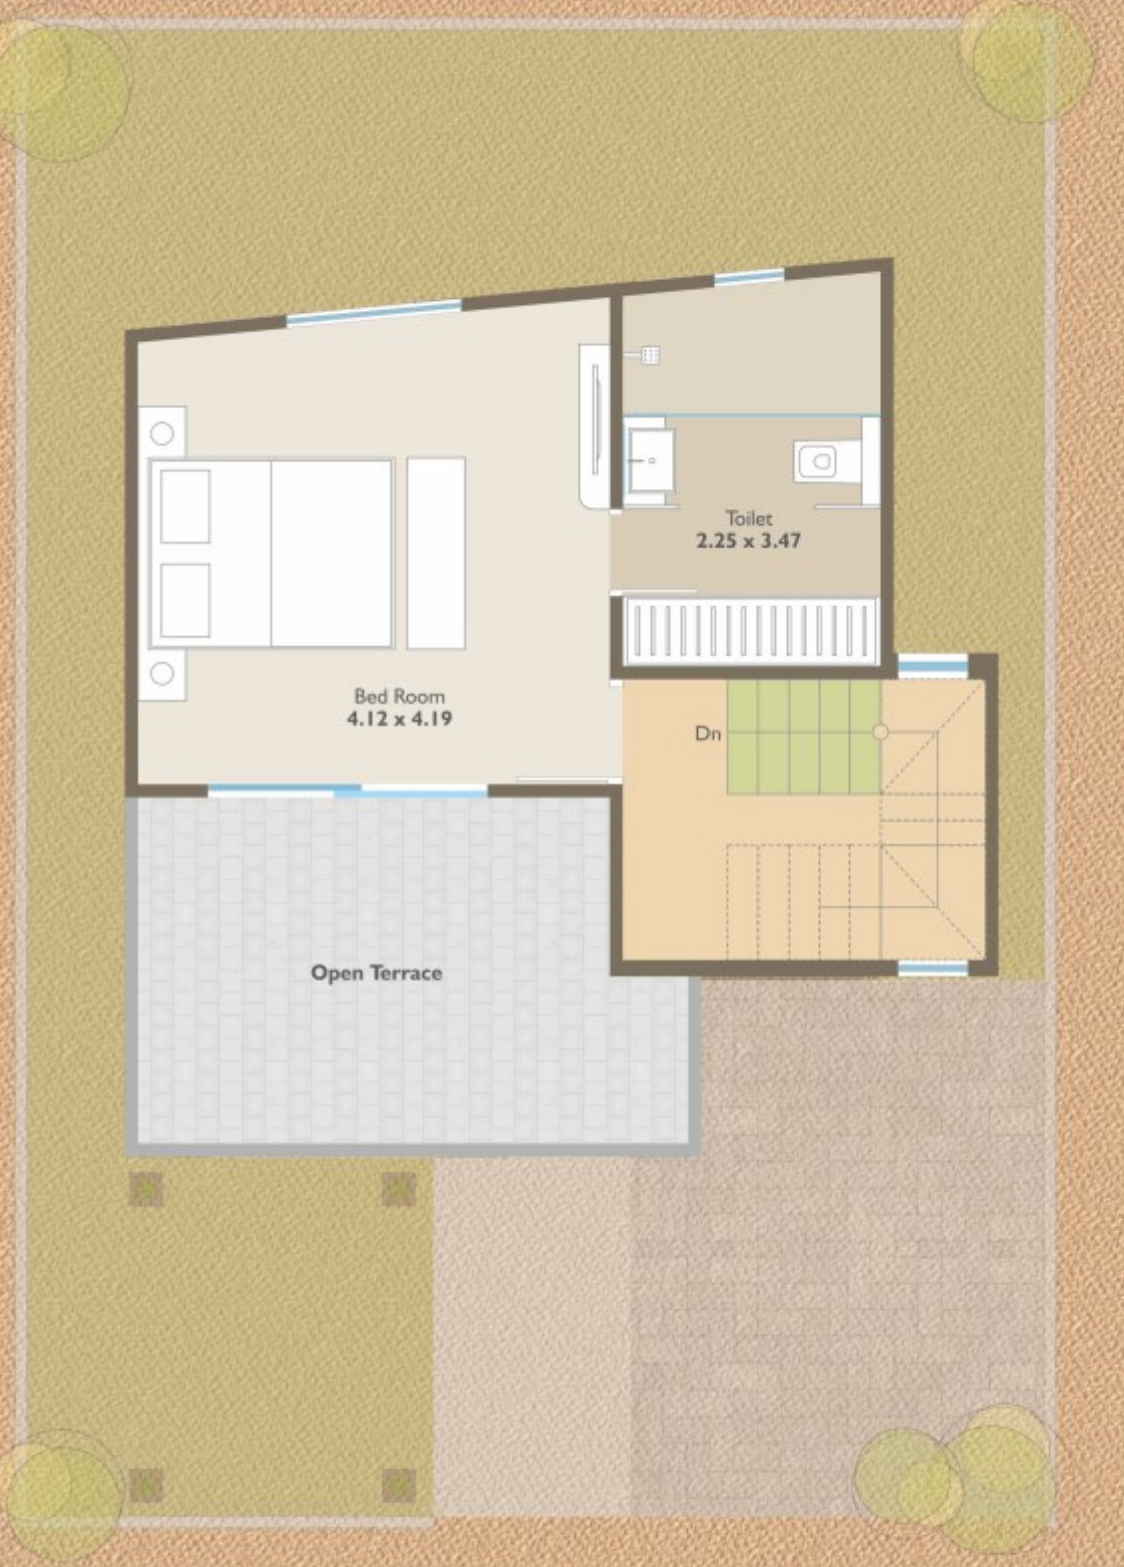 Toilet
2.25 x 3.47
Bed Room
4.12 x 4.19
Dn
Open Terrace